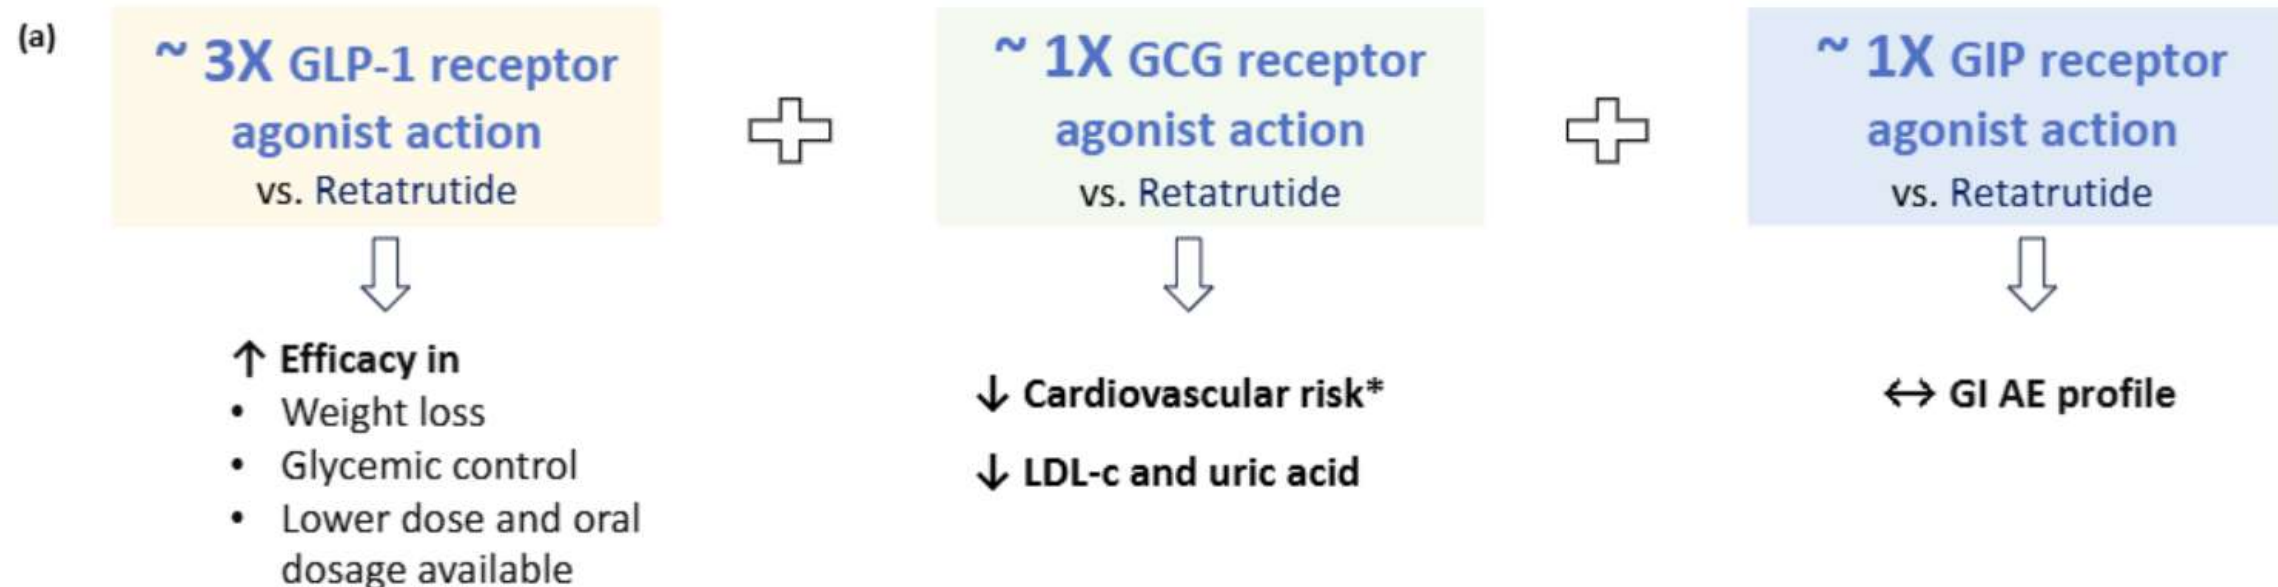 (a)
~ 3X GLP-1 receptor
agonist action
vs. Retatrutide
~ 1X GCG receptor
agonist action
vs. Retatrutide
~ 1X GIP receptor
agonist action
vs. Retatrutide
↑ Efficacy in
• Weight loss
• Glycemic control
• Lower dose and oral
dosage available
↓ Cardiovascular risk*
↓ LDL-c and uric acid
↔ GI AE profile